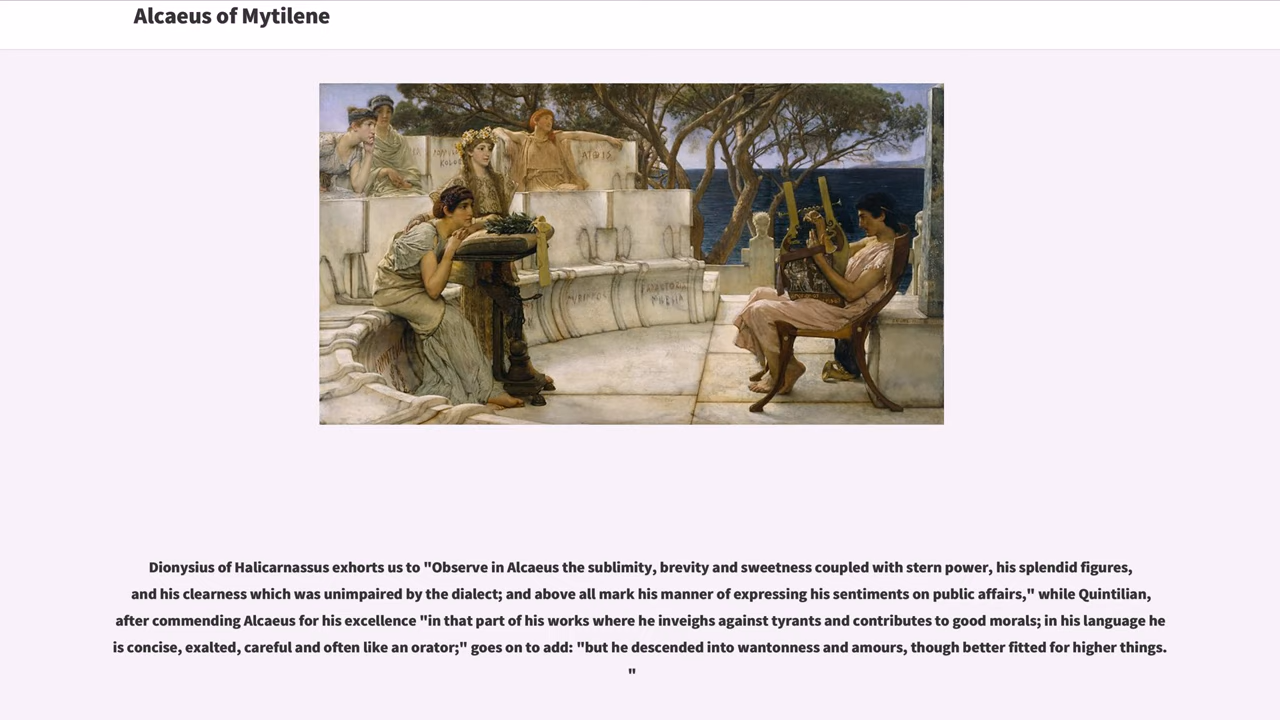 Alcaeus of Mytilene
ΑΤΘΙΣ
Dionysius of Halicarnassus exhorts us to "Observe in Alcaeus the sublimity, brevity and sweetness coupled with stern power, his splendid figures,
and his clearness which was unimpaired by the dialect; and above all mark his manner of expressing his sentiments on public affairs," while Quintilian,
after commending Alcaeus for his excellence "in that part of his works where he inveighs against tyrants and contributes to good morals; in his language he
is concise, exalted, careful and often like an orator;" goes on to add: "but he descended into wantonness and amours, though better fitted for higher things.
"